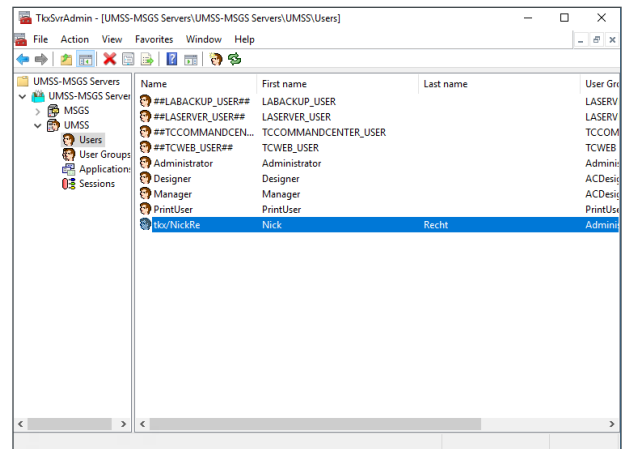 TkxSvrAdmin - [UMSS-MSGS Servers\UMSS-MSGS Servers\UMSS\Users]
File Action View Favorites Window Help
UMSS-MSGS Servers
UMSS-MSGS Server
MSGS
UMSS
Users
User Groups
Application:
Sessions
Name First name Last name User Gro
##LABACKUP_USER## LABACKUP_USER LASERV
##LASERVER_USER## LASERVER_USER LASERV
##TCCOMMANDCEN... TCCOMMANDCENTER_USER TCCOM
##TCWEB_USER## TCWEB_USER TCWEB
Administrator Administrator Adminis
Designer Designer ACDesig
Manager Manager ACDesig
PrintUser PrintUser PrintUse
tkx/NickRe Nick Recht Adminis